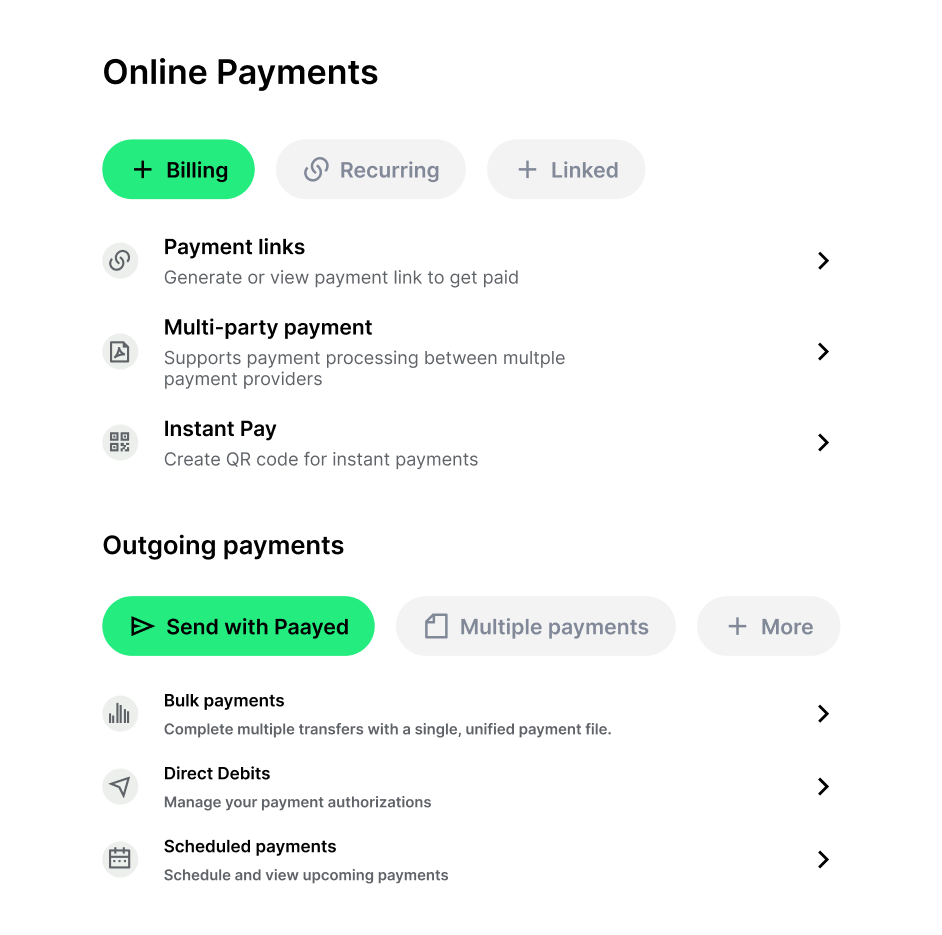 Online Payments
Billing
Recurring
Linked
Payment links
Generate or view payment link to get paid
Multi-party payment
Supports payment processing between multple
payment providers
Instant Pay
Create QR code for instant payments
Outgoing payments
Send with Paayed
Multiple payments
More
Bulk payments
Complete multiple transfers with a single, unified payment file.
Direct Debits
Manage your payment authorizations
Scheduled payments
Schedule and view upcoming payments